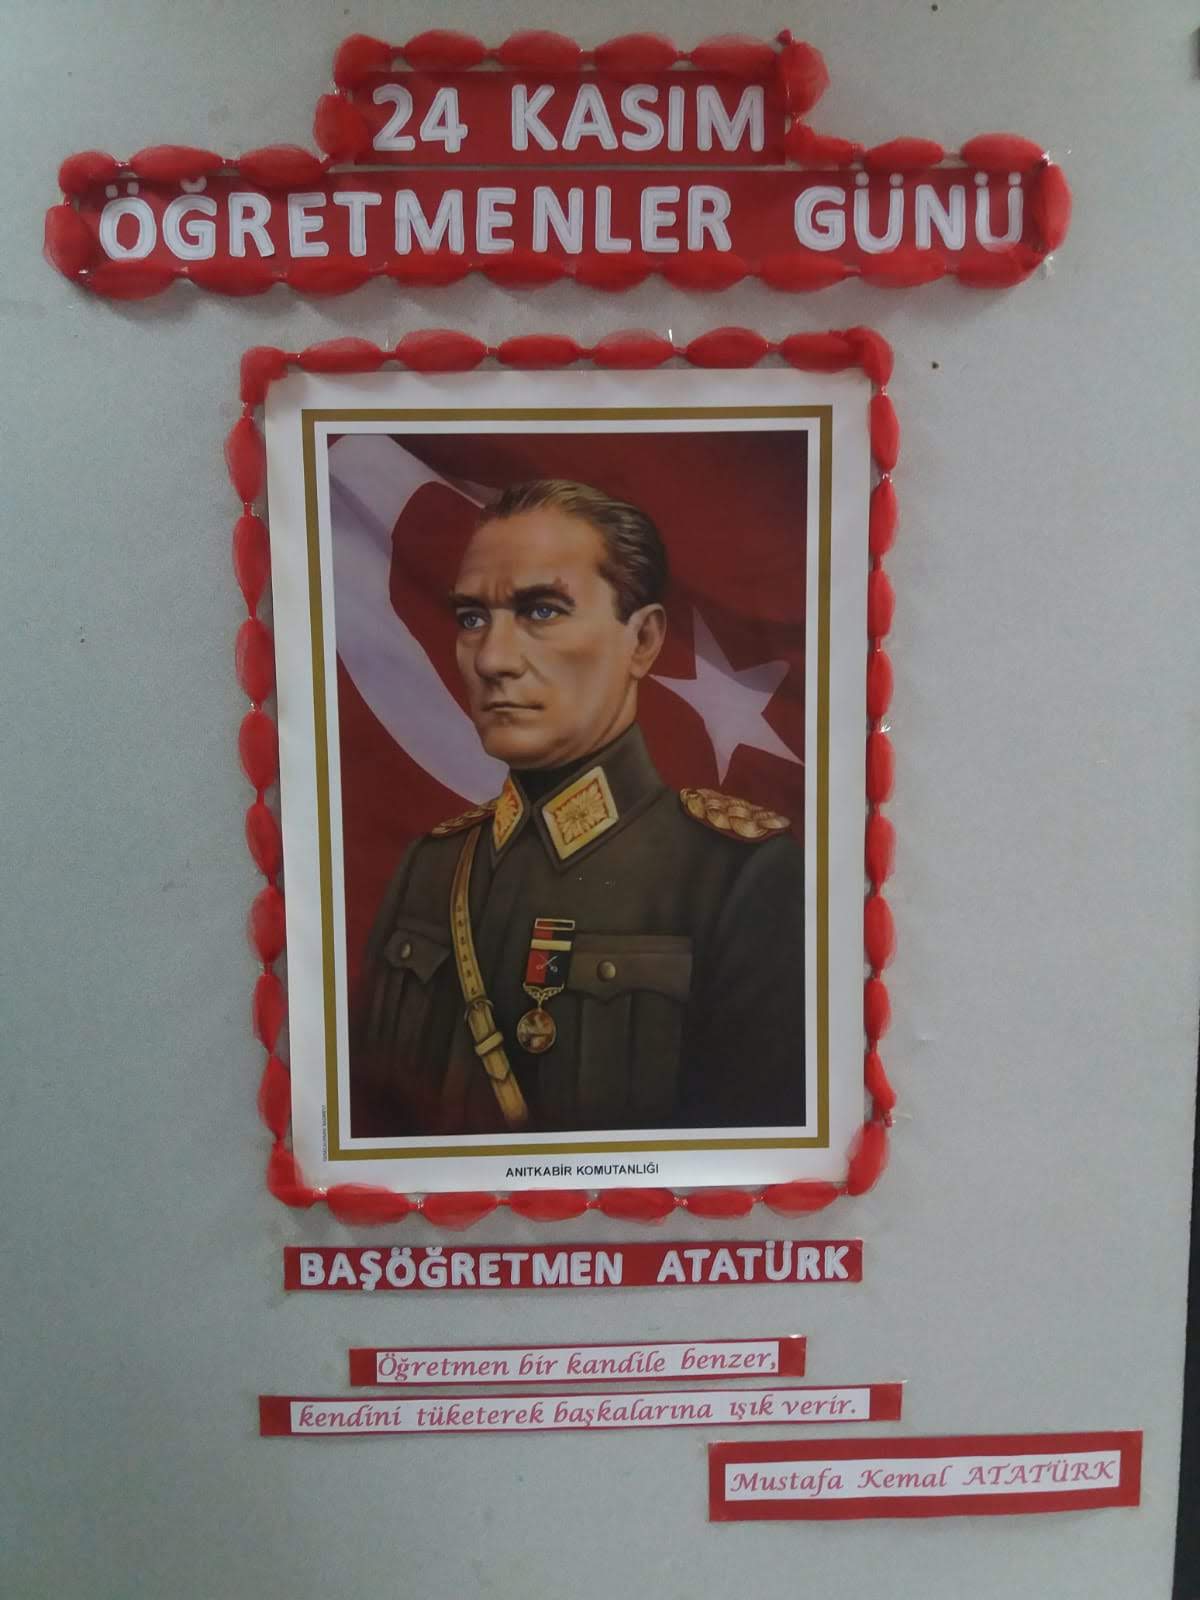 24 KASIM
ÖĞRETMENLER GÜNÜ
ANITKABİR KOMUTANLIĞI
BAŞÖĞRETMEN ATATÜRK
Öğretmen bir kandile benzer,
kendini tüketerek başkalarına ışık verir.
Mustafa Kemal ATATÜRK